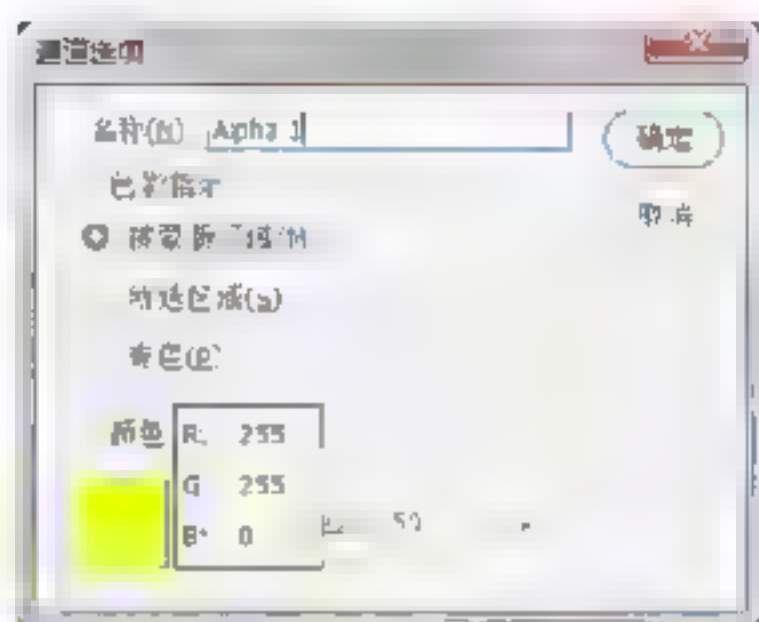 通道选项
名称(N) Alpha 1
确定
色彩指示
取消
被蒙版区域(M)
所选区域(S)
专色(P)
颜色
R: 255
G 255
B: 0
50